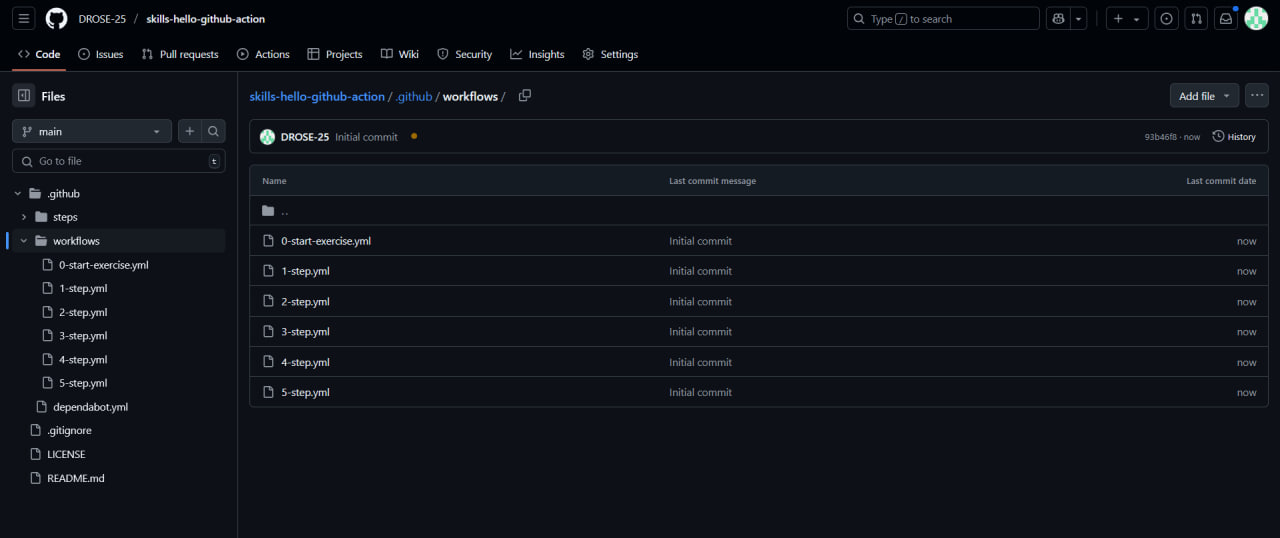 DROSE-25 / skills-hello-github-action
Type / to search
Code Issues Pull requests Actions Projects Wiki Security Insights Settings
Files
main
Go to file t
.github
steps
workflows
0-start-exercise.yml
1-step.yml
2-step.yml
3-step.yml
4-step.yml
5-step.yml
dependabot.yml
.gitignore
LICENSE
README.md
skills-hello-github-action / .github / workflows /
Add file
DROSE-25 Initial commit
93b46f8 · now History
Name Last commit message Last commit date
..
0-start-exercise.yml Initial commit now
1-step.yml Initial commit now
2-step.yml Initial commit now
3-step.yml Initial commit now
4-step.yml Initial commit now
5-step.yml Initial commit now